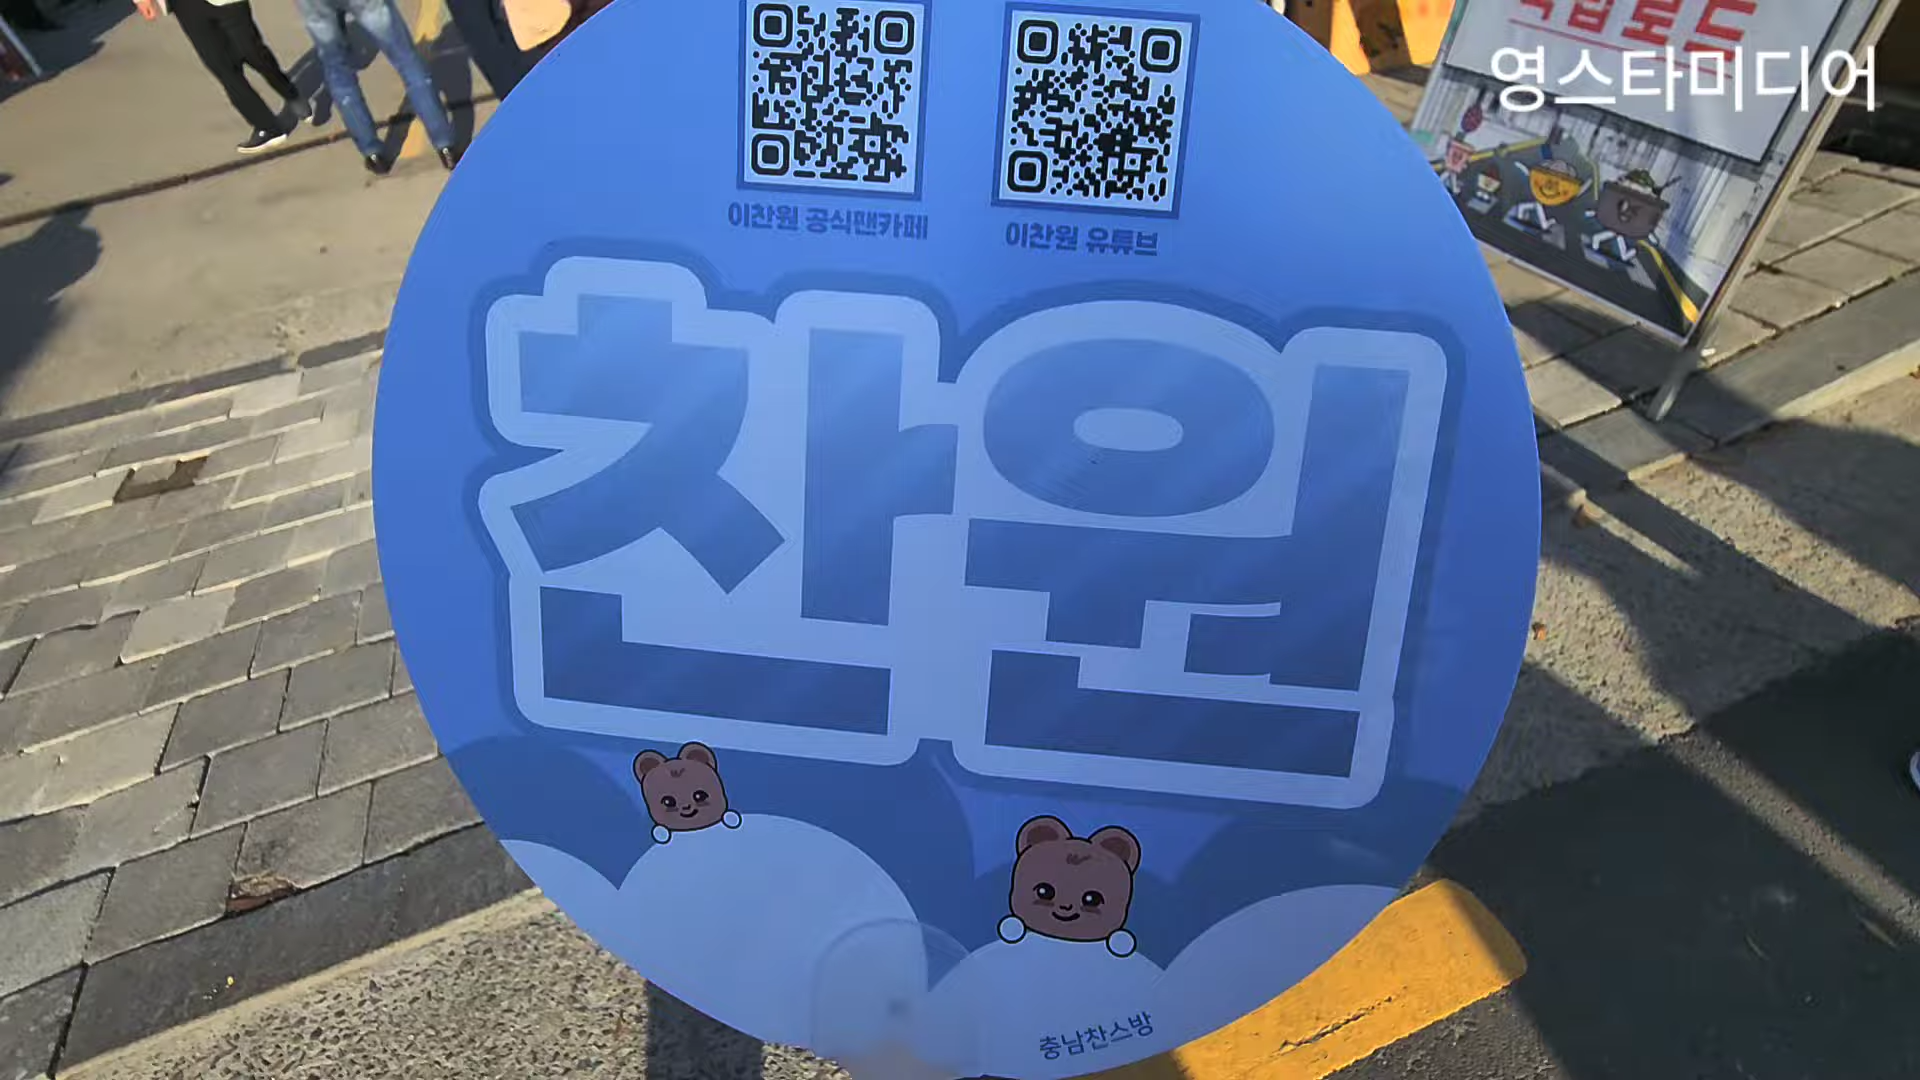 영스타미디어
이찬원 공식팬카페
이찬원 유튜브
찬원
충남찬스방